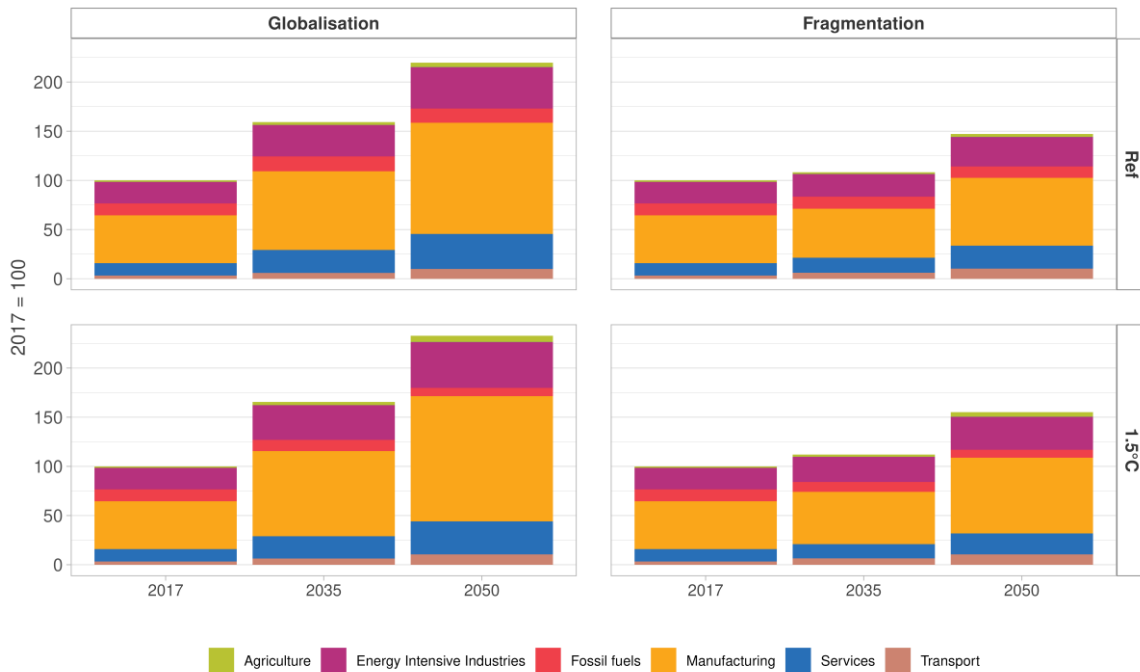 Globalisation
Fragmentation
2017 = 100
200
150
100
50
0
Ref
200
150
100
50
0
1.5°C
2017
2035
2050
2017
2035
2050
Agriculture
Energy Intensive Industries
Fossil fuels
Manufacturing
Services
Transport